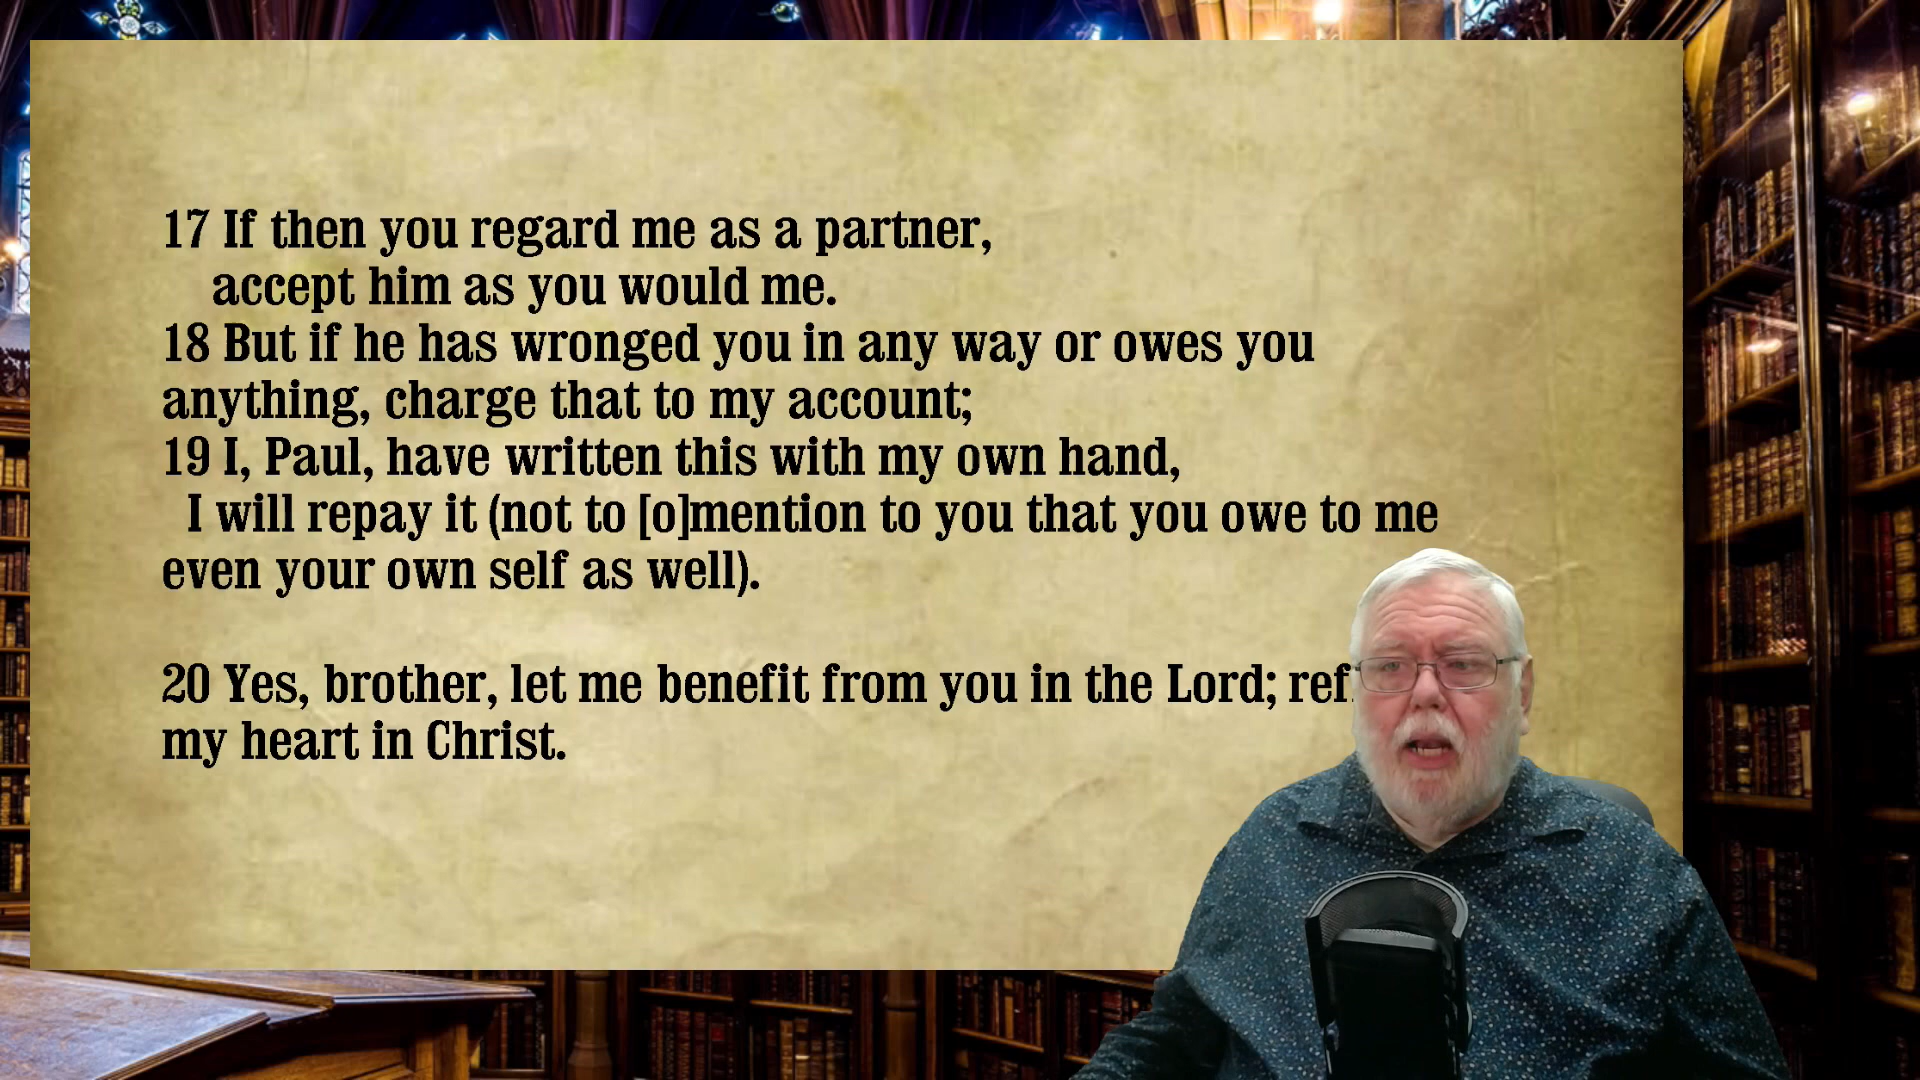 17 If then you regard me as a partner,
accept him as you would me.
18 But if he has wronged you in any way or owes you
anything, charge that to my account;
19 I, Paul, have written this with my own hand,
I will repay it (not to [o]mention to you that you owe to me
even your own self as well).
20 Yes, brother, let me benefit from you in the Lord;
my heart in Christ.